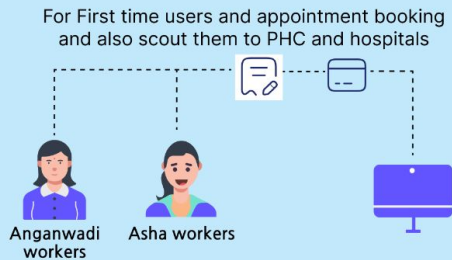 For First time users and appointment booking
and also scout them to PHC and hospitals
Anganwadi
workers
Asha workers